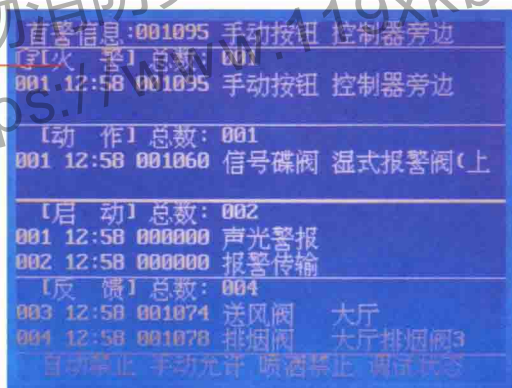 首警信息:001095 手动按钮 控制器旁边
【火 警】总数: 001
001 12:58 001095 手动按钮 控制器旁边
【动 作】总数: 001
001 12:58 001060 信号碟阀 湿式报警阀(上
【启 动】总数: 002
001 12:58 000000 声光警报
002 12:58 000000 报警传输
【反 馈】总数: 004
003 12:58 001074 送风阀 大厅
004 12:58 001078 排烟阀 大厅排烟阀3
自动禁止 手动允许 喷洒禁止 调试状态